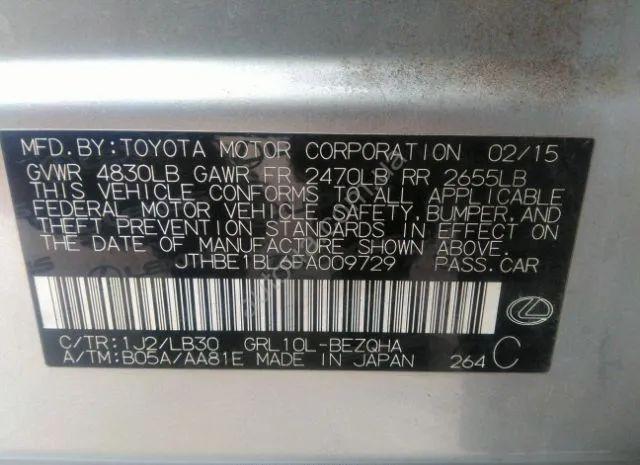 MFD.BY:TOYOTA MOTOR CORPORATION 02/15
GVWR 4830LB GAWR FR 2470LB RR 2655LB
THIS VEHICLE CONFORMS TO ALL APPLICABLE
FEDERAL MOTOR VEHICLE SAFETY, BUMPER, AND
THEFT PREVENTION STANDARDS IN EFFECT ON
THE DATE OF MANUFACTURE SHOWN ABOVE.
JTHBE1BL6FA009729 PASS.CAR
C/TR:1J2/LB30 GRL10L-BEZQHA
A/TM:B05A/AA81E MADE IN JAPAN 264 C